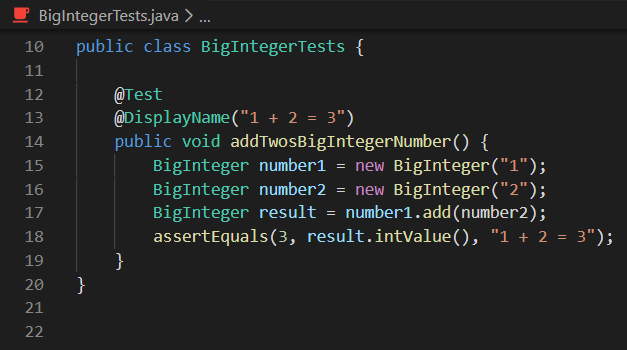 BigIntegerTests.java > ...
10 public class BigIntegerTests {
11
12 @Test
13 @DisplayName("1 + 2 = 3")
14 public void addTwosBigIntegerNumber() {
15 BigInteger number1 = new BigInteger("1");
16 BigInteger number2 = new BigInteger("2");
17 BigInteger result = number1.add(number2);
18 assertEquals(3, result.intValue(), "1 + 2 = 3");
19 }
20 }
21
22